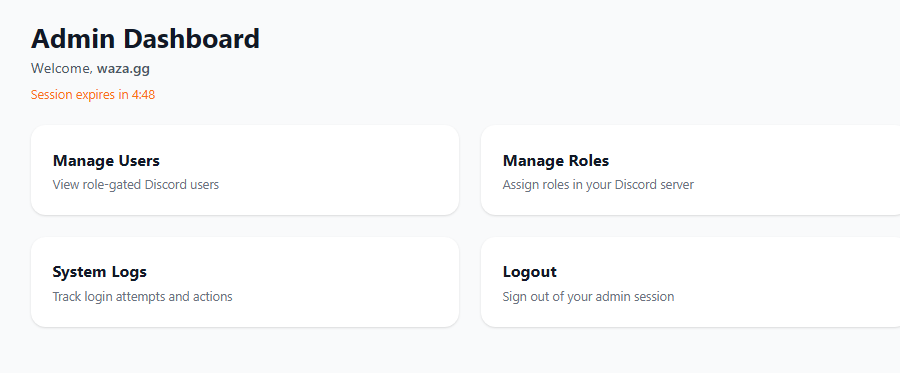 Admin Dashboard
Welcome, waza.gg
Session expires in 4:48
Manage Users
View role-gated Discord users
Manage Roles
Assign roles in your Discord server
System Logs
Track login attempts and actions
Logout
Sign out of your admin session